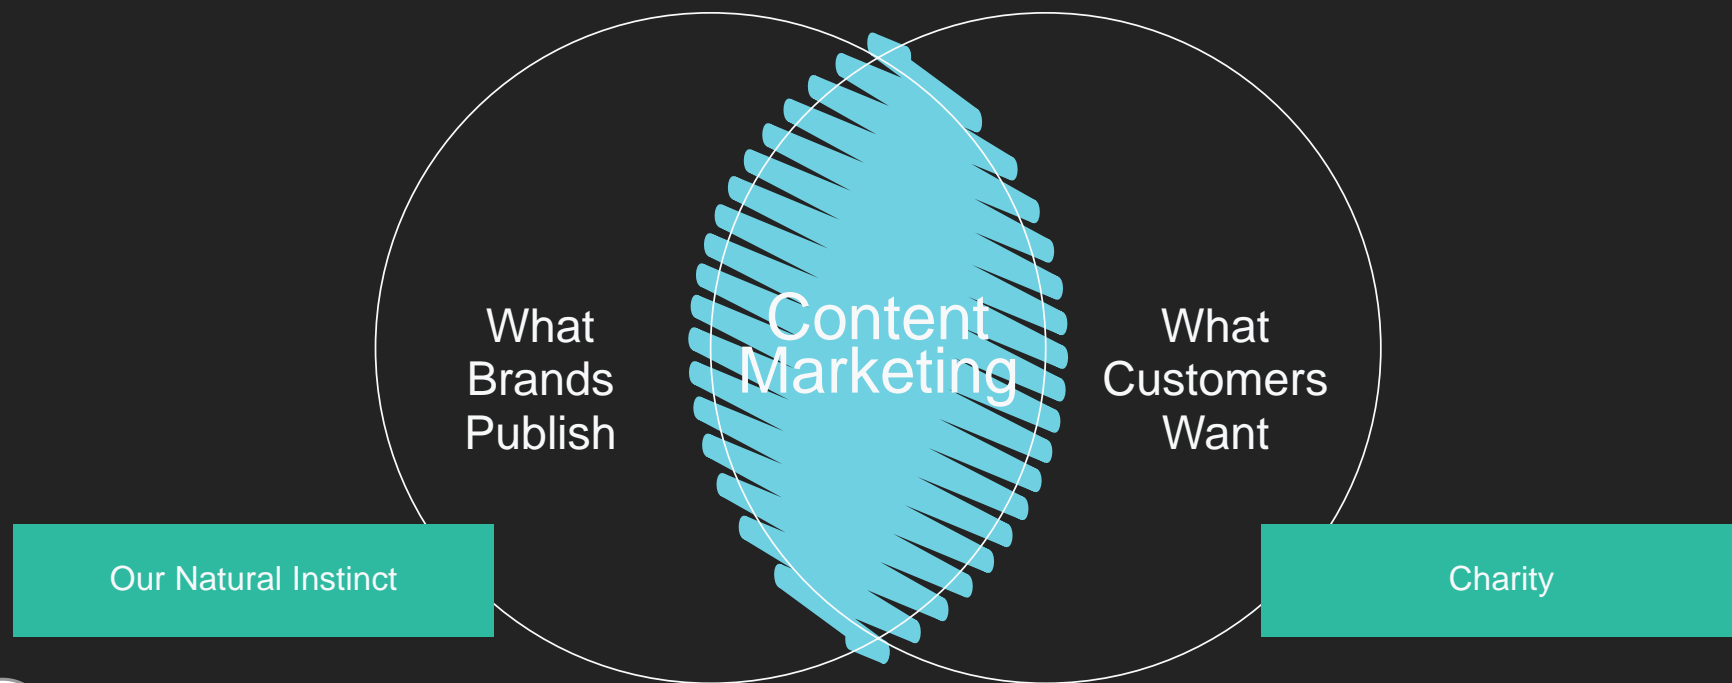 What
Brands
Publish
Content
Marketing
What
Customers
Want
Our Natural Instinct
Charity